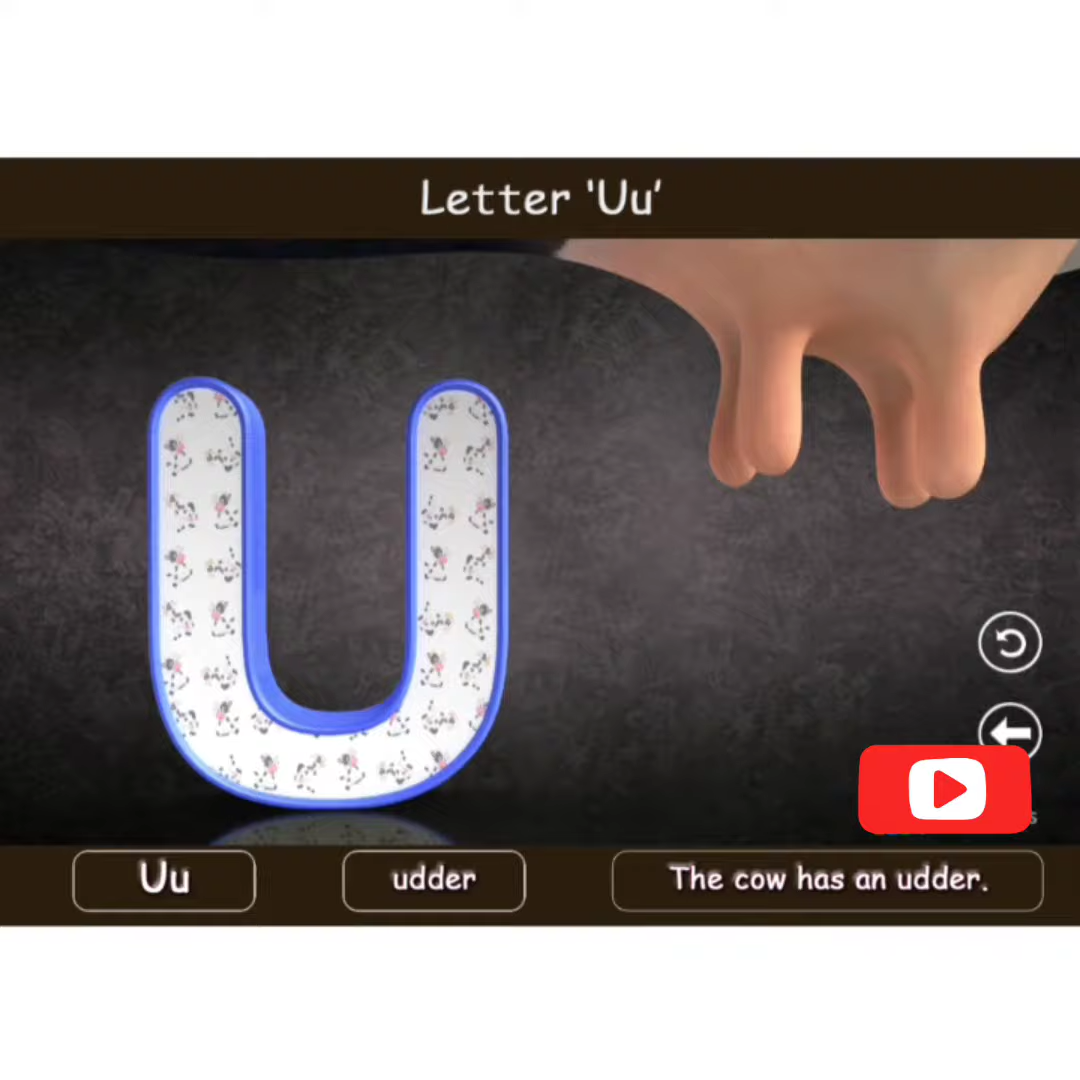 Letter 'Uu'
U
Uu
udder
The cow has an udder.